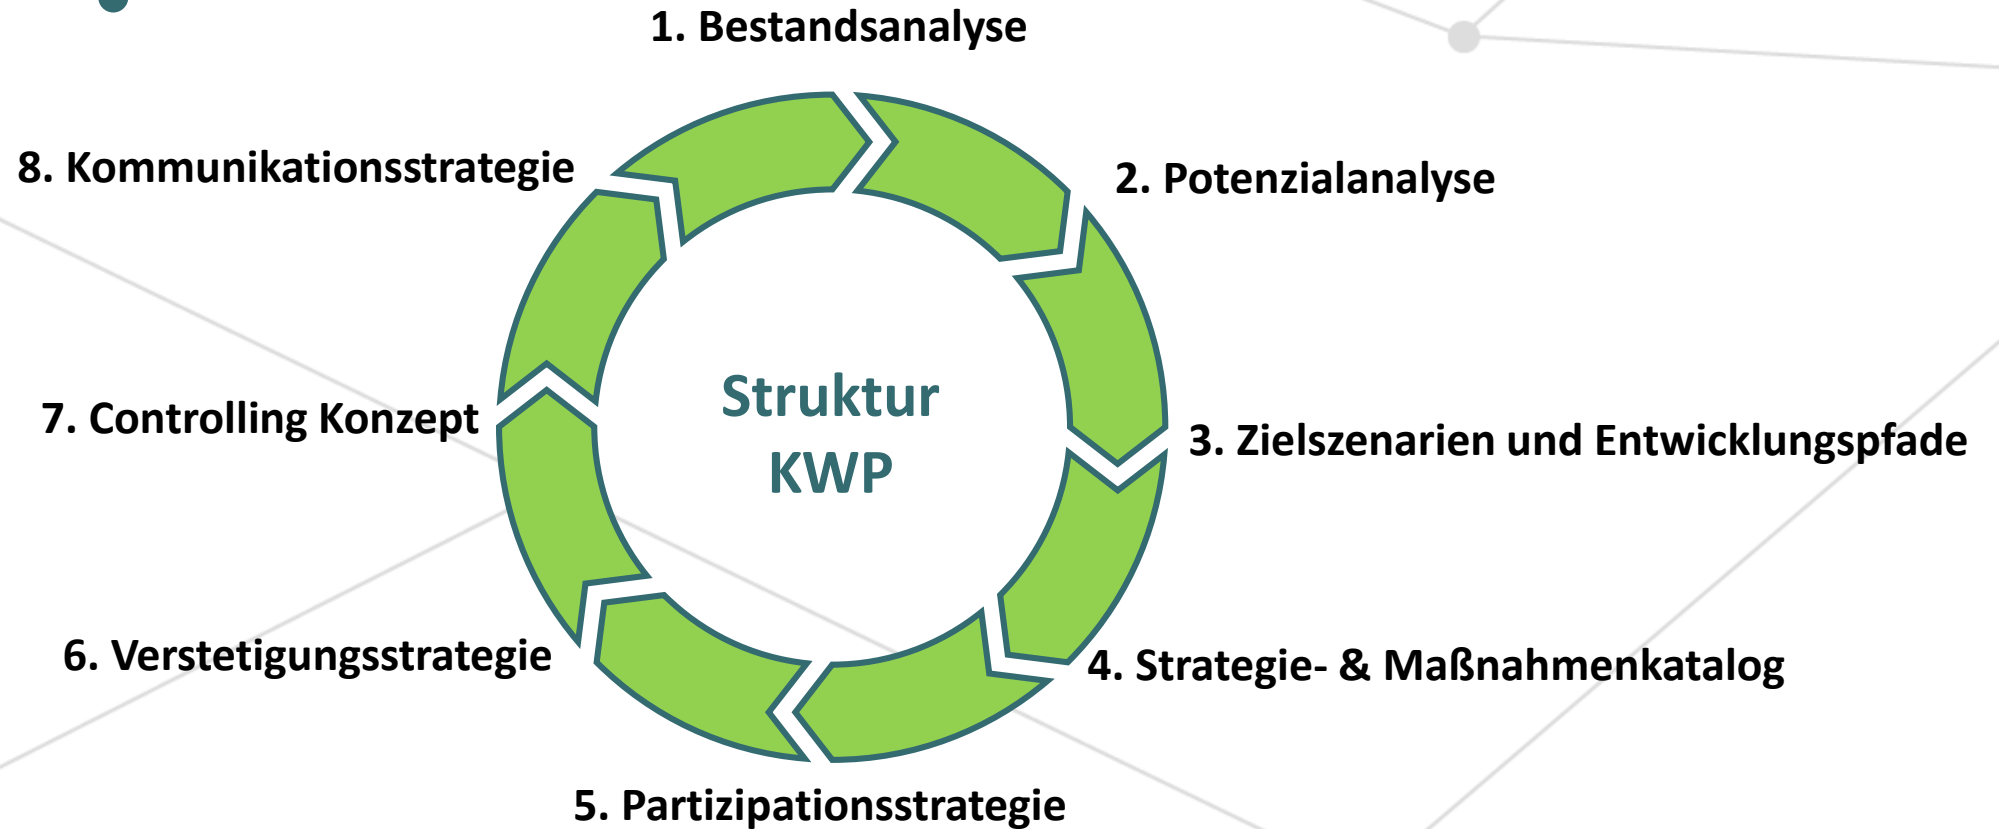 1. Bestandsanalyse
2. Potenzialanalyse
3. Zielszenarien und Entwicklungspfade
4. Strategie- & Maßnahmenkatalog
5. Partizipationsstrategie
6. Verstetigungsstrategie
7. Controlling Konzept
8. Kommunikationsstrategie
Struktur
KWP